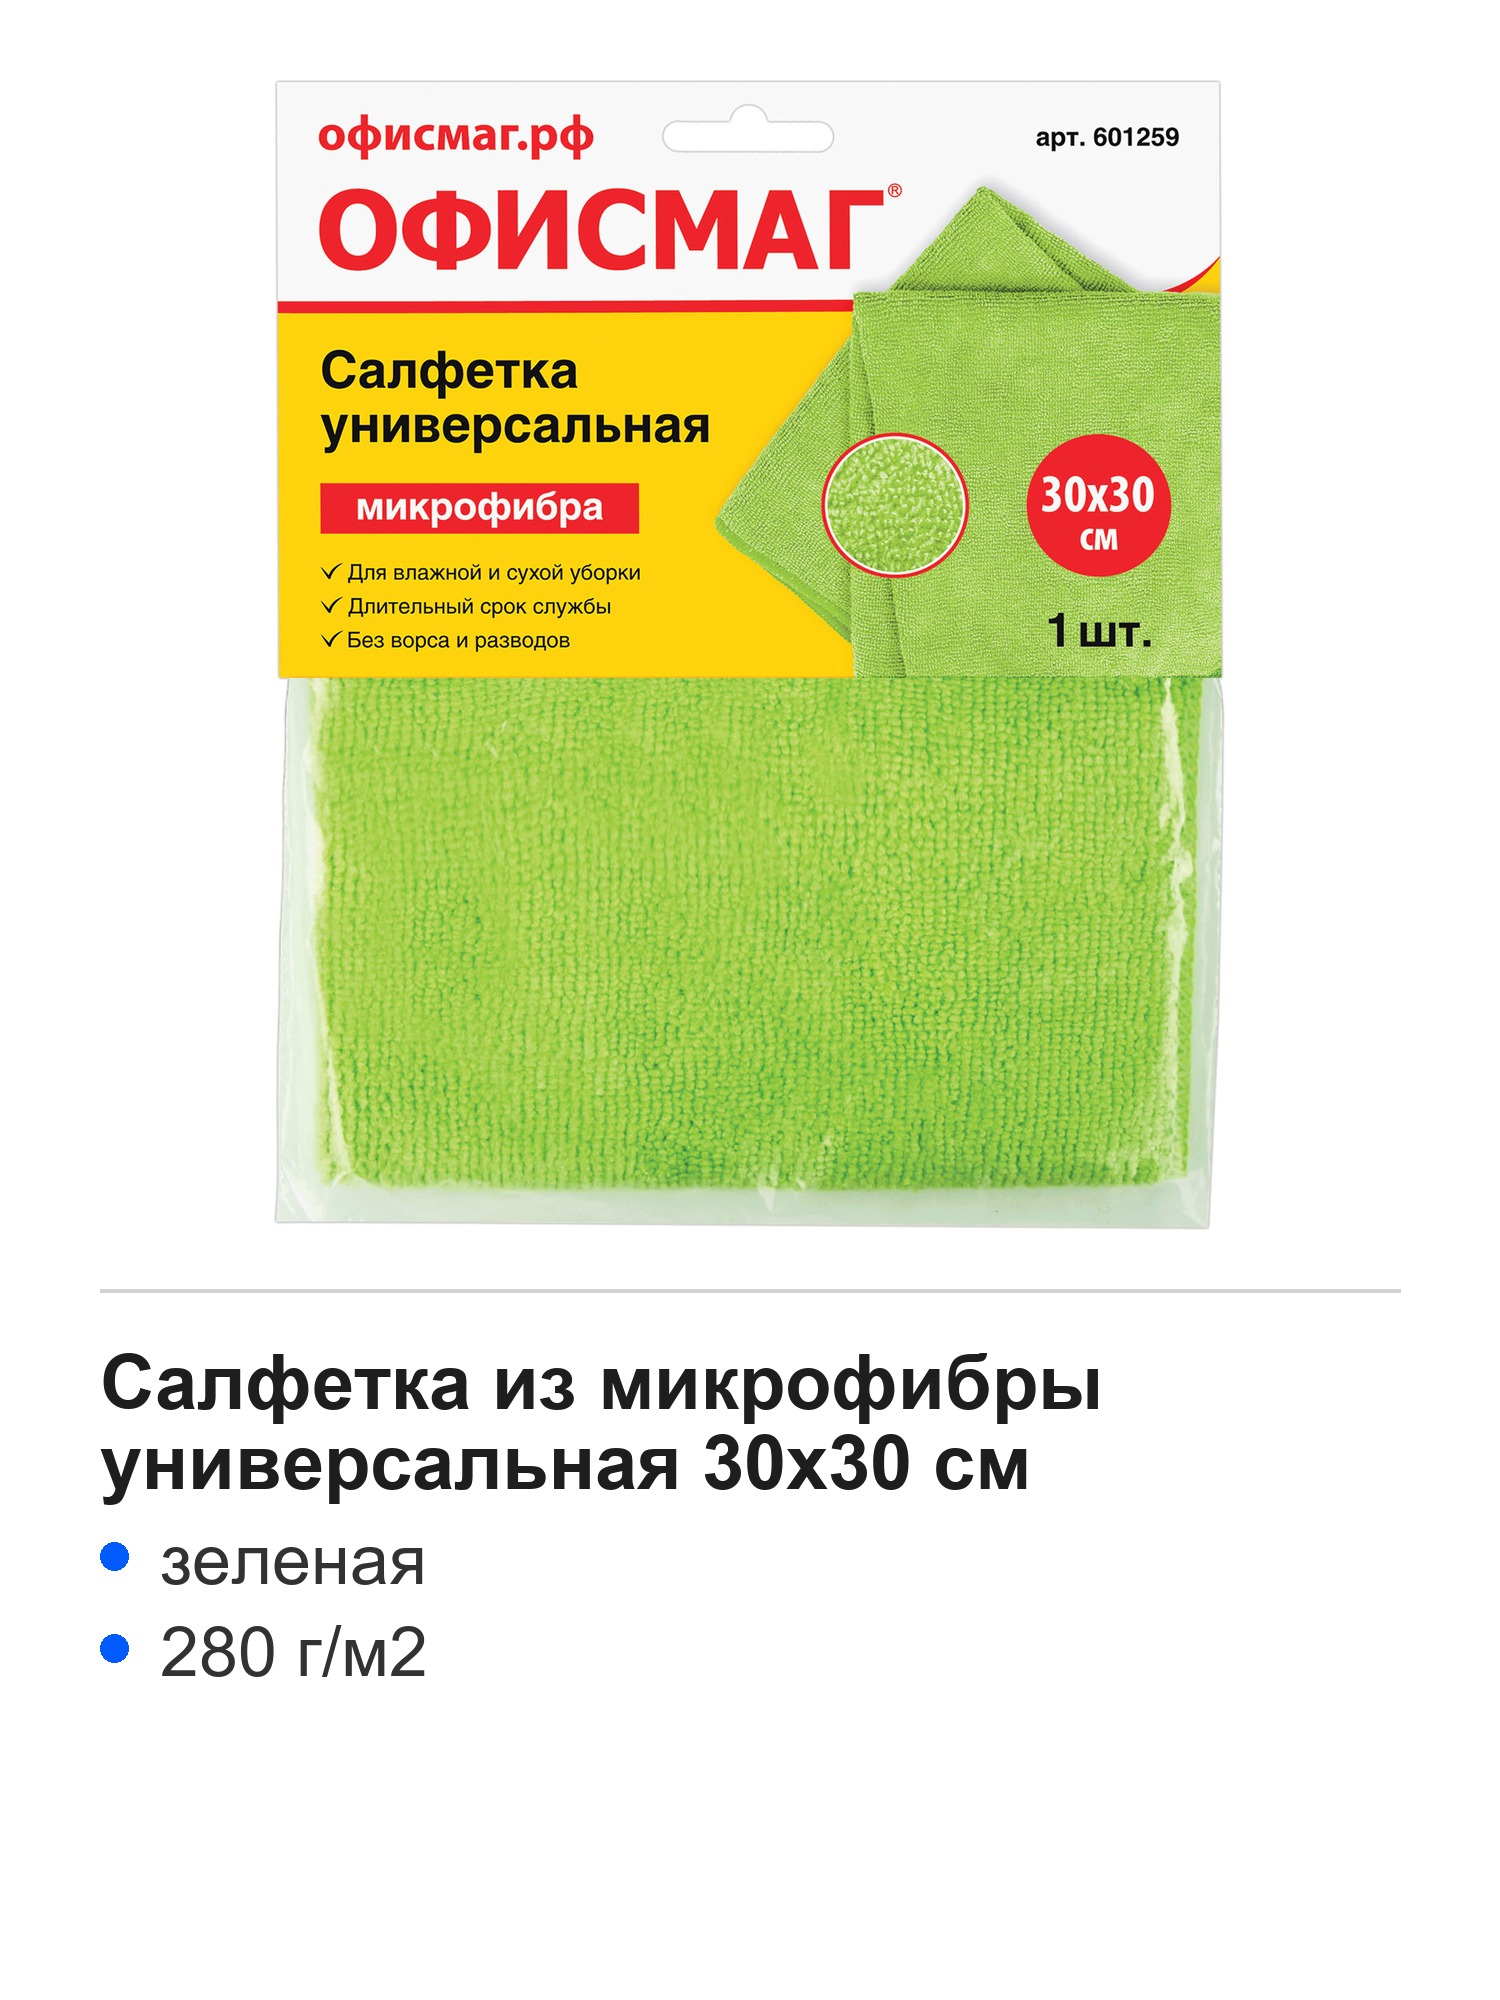 офисмаг.рф
арт. 601259
ОФИСМАГ®
Салфетка
универсальная
микрофибра
30х30
см
Для влажной и сухой уборки
Длительный срок службы
Без ворса и разводов
1 шт.
Салфетка из микрофибры
универсальная 30х30 см
зеленая
280 г/м2